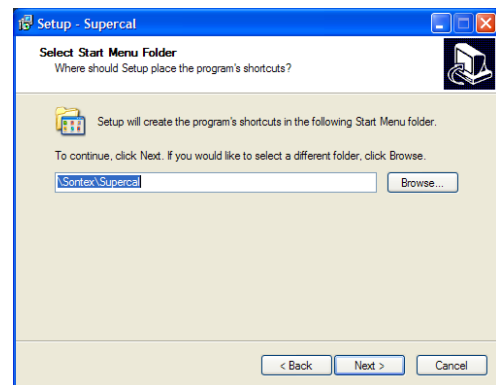 Setup - Supercal
Select Start Menu Folder
Where should Setup place the program's shortcuts?
Setup will create the program's shortcuts in the following Start Menu folder.
To continue, click Next. If you would like to select a different folder, click Browse.
\Sontex\Supercal
Browse...
< Back
Next >
Cancel